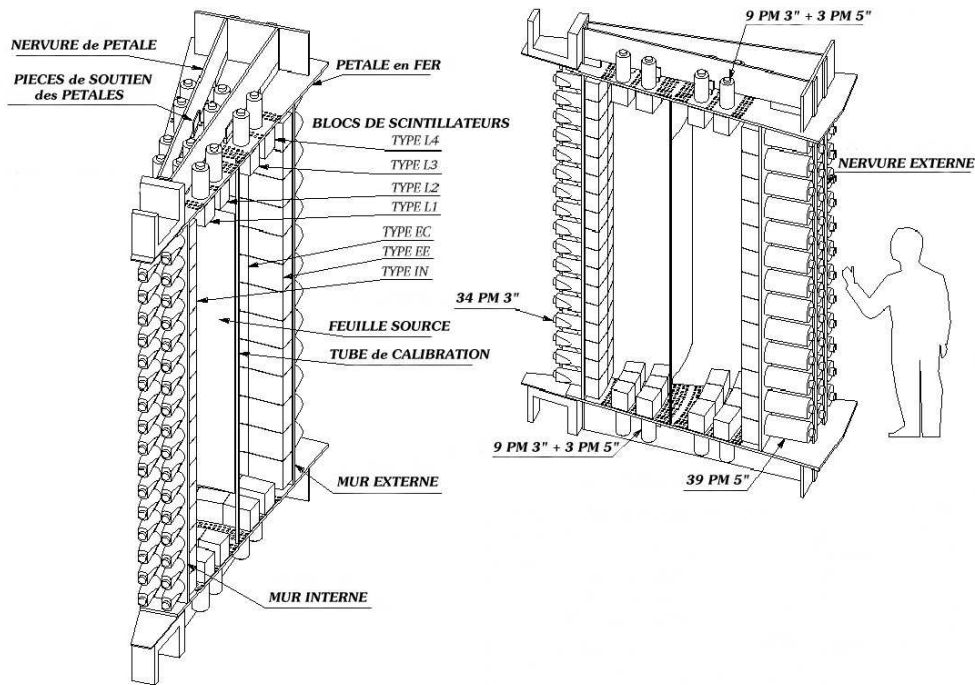 NERVURE de PETALE
PIECES de SOUTIEN
des PETALES
PETALE en FER
BLOCS DE SCINTILLATEURS
TYPE L4
TYPE L3
TYPE L2
TYPE L1
TYPE EC
TYPE EE
TYPE IN
FEUILLE SOURCE
TUBE de CALIBRATION
MUR EXTERNE
MUR INTERNE
9 PM 3" + 3 PM 5"
NERVURE EXTERNE
34 PM 3"
9 PM 3" + 3 PM 5"
39 PM 5"